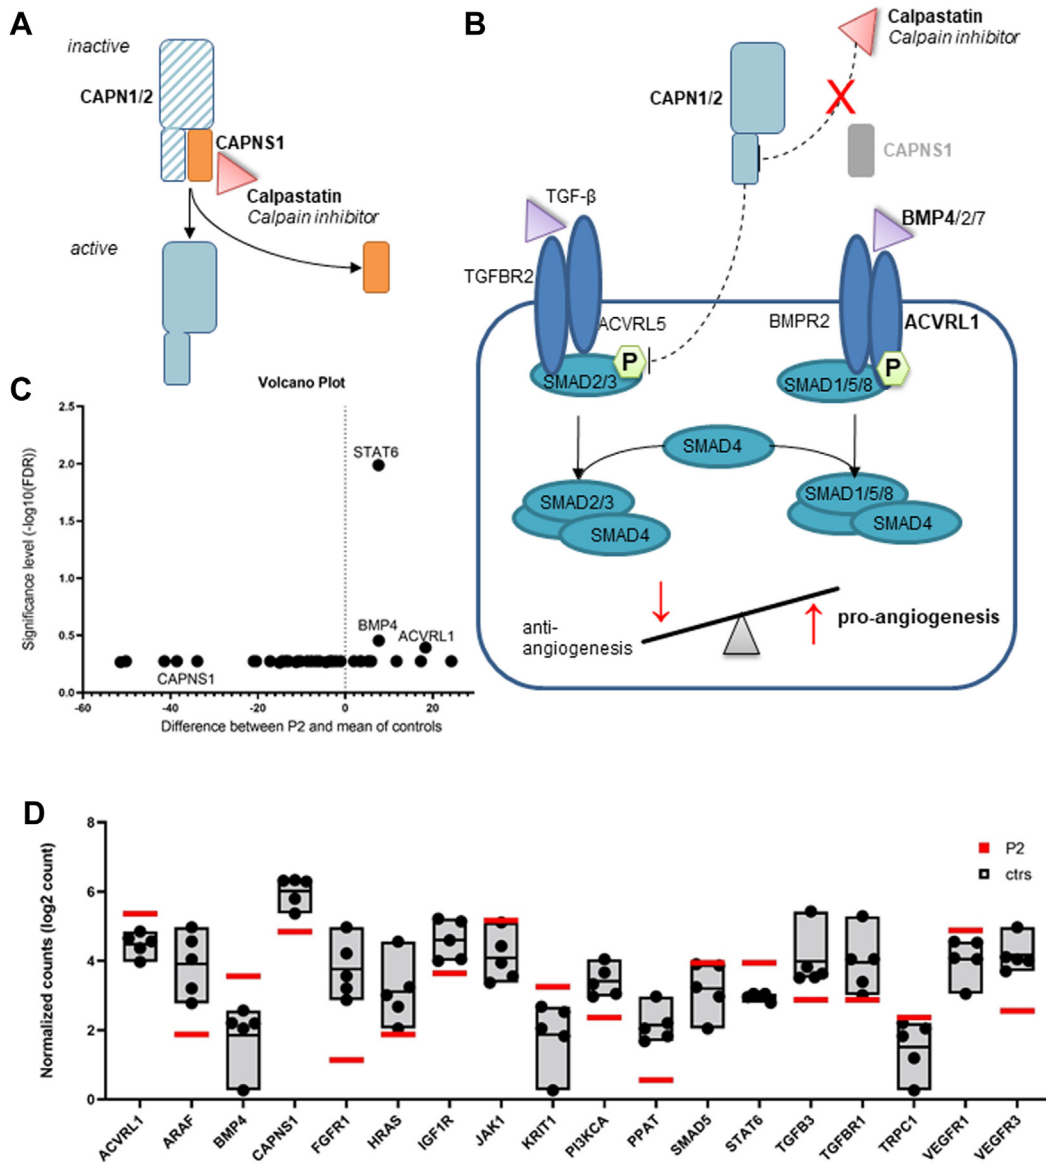 A
inactive
CAPN1/2
CAPNS1
Calpastatin
Calpain inhibitor
active
B
Calpastatin
Calpain inhibitor
CAPN1/2
X
CAPNS1
TGF-β
BMP4/2/7
TGFBR2
ACVRL5
BMPR2
ACVRL1
P
P
SMAD2/3
SMAD1/5/8
SMAD4
SMAD2/3
SMAD1/5/8
SMAD4
SMAD4
anti-
angiogenesis
pro-angiogenesis
C
Volcano Plot
Significance level (-log10(FDR))
2.5
2.0
1.5
1.0
0.5
0.0
STAT6
BMP4
ACVRL1
CAPNS1
-60
-40
-20
0
20
Difference between P2 and mean of controls
D
Normalized counts (log2 count)
8
6
4
2
0
P2
ctrs
ACVRL1
ARAF
BMP4
CAPNS1
FGFR1
HRAS
IGF1R
JAK1
KRIT1
PI3KCA
PPAT
SMAD5
STAT6
TGFB3
TGFBR1
TRPC1
VEGFR1
VEGFR3